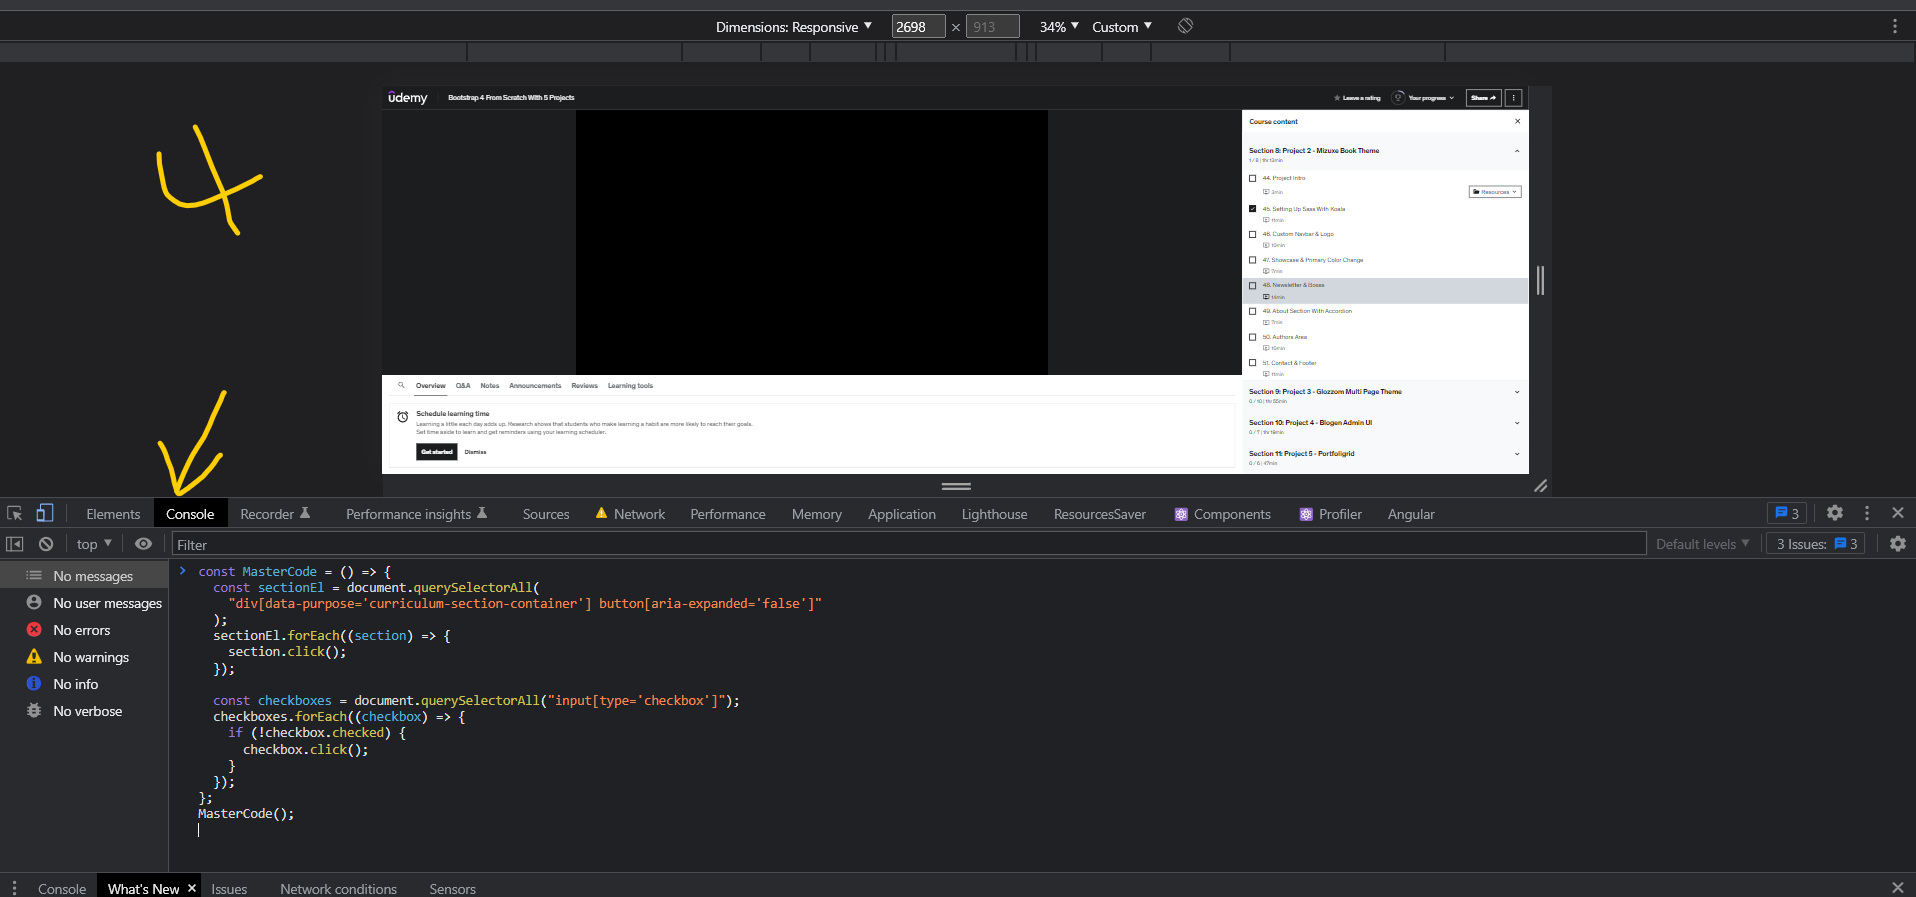 Dimensions: Responsive 2698 × 913 34% Custom
udemy Bootstrap 4 From Scratch With 5 Projects Leave a rating Your progress Share
4
Course content
Section 8: Project 2 - Mizuxe Book Theme
1 / 8 | 1hr 13min
44. Project Intro
3min
Resources
45. Setting Up Sass With Koala
11min
46. Custom Navbar & Logo
10min
47. Showcase & Primary Color Change
7min
48. Newsletter & Boxes
14min
49. About Section With Accordion
7min
50. Authors Area
10min
51. Contact & Footer
11min
Section 9: Project 3 - Glozzom Multi Page Theme
0 / 10 | 1hr 55min
Section 10: Project 4 - Blogen Admin UI
0 / 7 | 1hr 19min
Section 11: Project 5 - Portfoligrid
0 / 6 | 47min
Overview Q&A Notes Announcements Reviews Learning tools
Schedule learning time
Learning a little each day adds up. Research shows that students who make learning a habit are more likely to reach their goals.
Set time aside to learn and get reminders using your learning scheduler.
Get started Dismiss
Elements Console Recorder Performance insights Sources Network Performance Memory Application Lighthouse ResourcesSaver Components Profiler Angular 3
top Filter Default levels 3 Issues: 3
No messages
No user messages
No errors
No warnings
No info
No verbose
const MasterCode = () => {
const sectionEl = document.querySelectorAll(
"div[data-purpose='curriculum-section-container'] button[aria-expanded='false']"
);
sectionEl.forEach((section) => {
section.click();
});
const checkboxes = document.querySelectorAll("input[type='checkbox']");
checkboxes.forEach((checkbox) => {
if (!checkbox.checked) {
checkbox.click();
}
});
};
MasterCode();
Console What's New Issues Network conditions Sensors